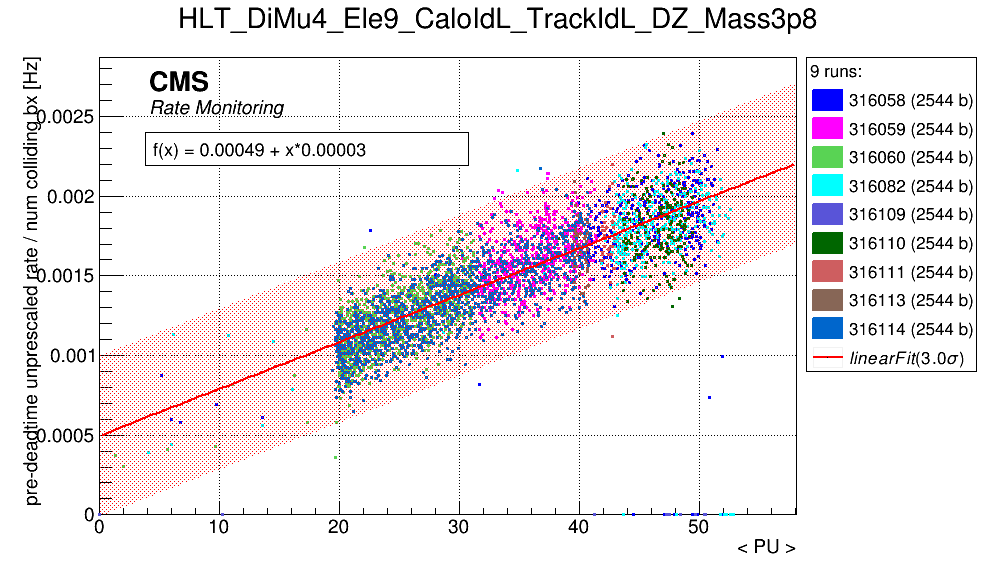 HLT_DiMu4_Ele9_CaloIdL_TrackIdL_DZ_Mass3p8
CMS
Rate Monitoring
f(x) = 0.00049 + x*0.00003
pre-deadtime unprescaled rate / num colliding bx [Hz]
0.0025
0.002
0.0015
0.001
0.0005
0
0 10 20 30 40 50
< PU >
9 runs:
316058 (2544 b)
316059 (2544 b)
316060 (2544 b)
316082 (2544 b)
316109 (2544 b)
316110 (2544 b)
316111 (2544 b)
316113 (2544 b)
316114 (2544 b)
linearFit(3.0σ)